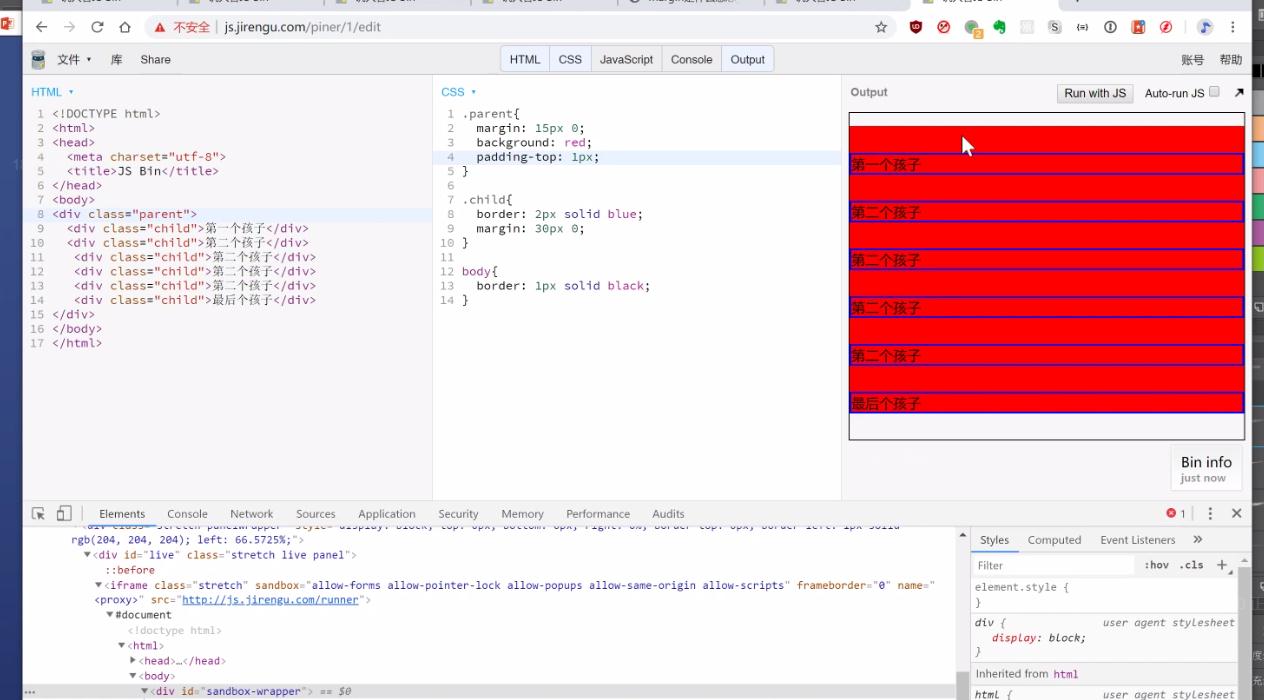 不安全 js.jirengu.com/piner/1/edit
文件 库 Share HTML CSS JavaScript Console Output 账号 帮助
HTML
1 <!DOCTYPE html>
2 <html>
3 <head>
4 <meta charset="utf-8">
5 <title>JS Bin</title>
6 </head>
7 <body>
8 <div class="parent">
9 <div class="child">第一个孩子</div>
10 <div class="child">第二个孩子</div>
11 <div class="child">第二个孩子</div>
12 <div class="child">第二个孩子</div>
13 <div class="child">第二个孩子</div>
14 <div class="child">最后个孩子</div>
15 </div>
16 </body>
17 </html>
CSS
1 .parent{
2 margin: 15px 0;
3 background: red;
4 padding-top: 1px;
5 }
6
7 .child{
8 border: 2px solid blue;
9 margin: 30px 0;
10 }
11
12 body{
13 border: 1px solid black;
14 }
Output Run with JS Auto-run JS
第一个孩子
第二个孩子
第二个孩子
第二个孩子
第二个孩子
最后个孩子
Bin info
just now
Elements Console Network Sources Application Security Memory Performance Audits 1
rgb(204, 204, 204); left: 66.5725%;">
<div id="live" class="stretch live panel">
::before
<iframe class="stretch" sandbox="allow-forms allow-pointer-lock allow-popups allow-same-origin allow-scripts" frameborder="0" name="
<proxy>" src="http://js.jirengu.com/runner">
#document
<!doctype html>
<html>
<head>…</head>
<body>
<div id="sandbox-wrapper"> == $0
Styles Computed Event Listeners »
Filter :hov .cls +
element.style {
}
div { user agent stylesheet
display: block;
}
Inherited from html
html { user agent stylesheet